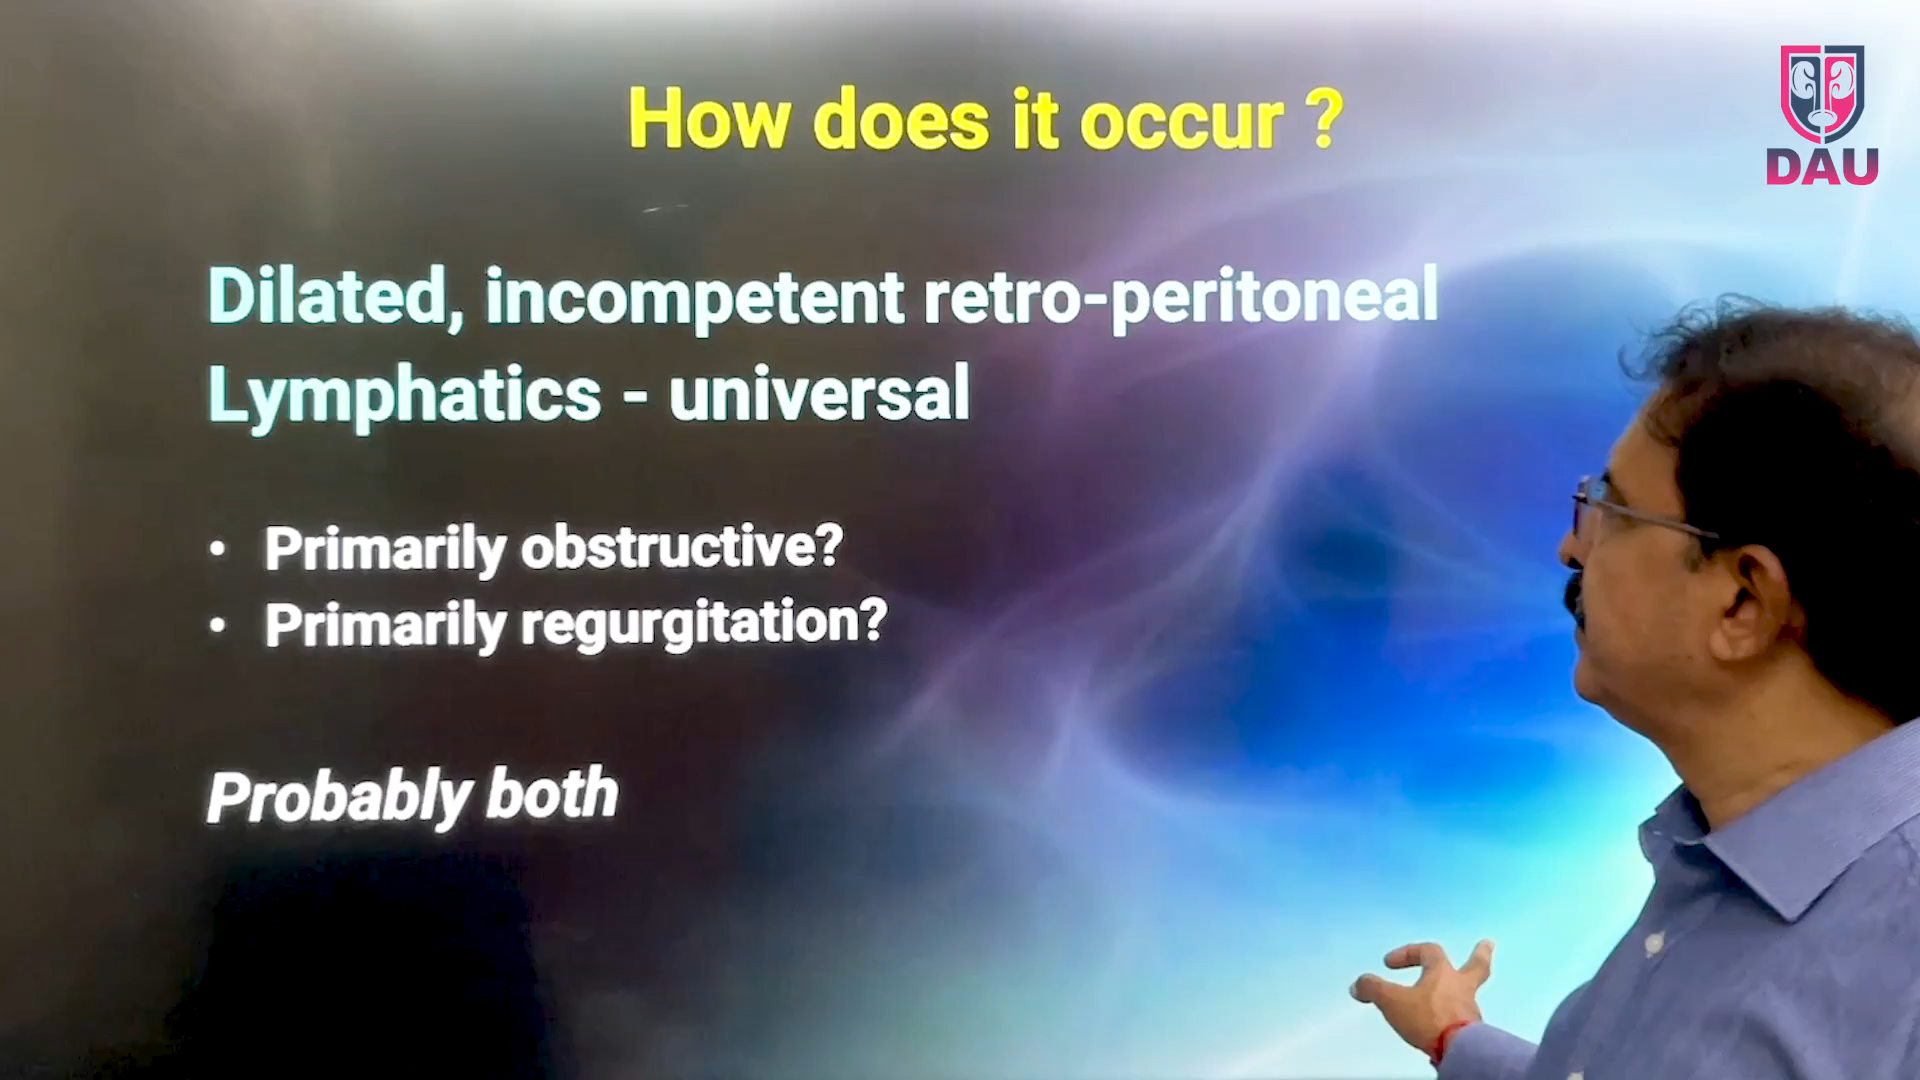 How does it occur ?
DAU
Dilated, incompetent retro-peritoneal
Lymphatics - universal
• Primarily obstructive?
• Primarily regurgitation?
Probably both